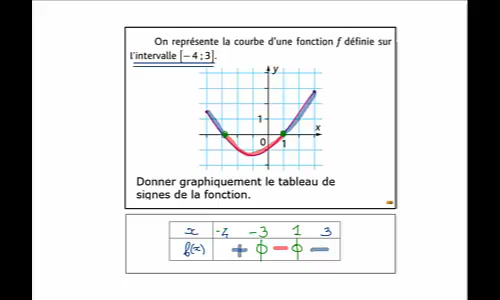 On représente la courbe d'une fonction f définie sur
l'intervalle [−4 ; 3].
y
1
x
0 1
Donner graphiquement le tableau de
signes de la fonction.
x -4 -3 1 3
f(x) + 0 - 0 -